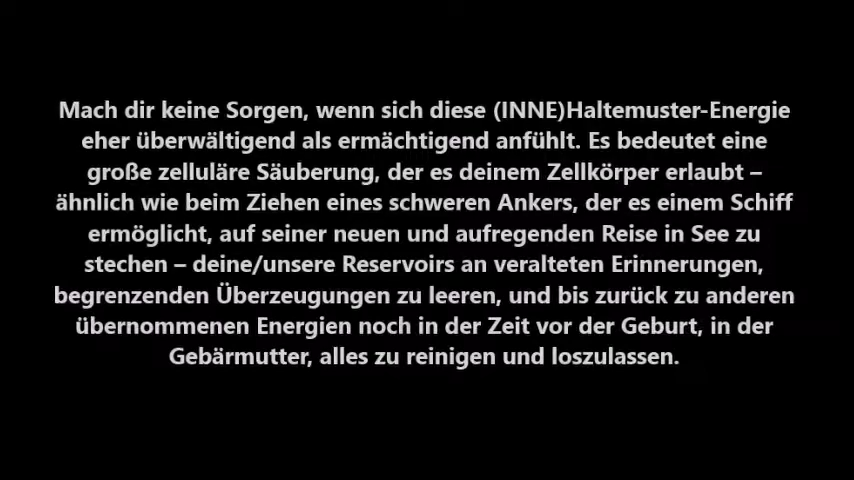 Mach dir keine Sorgen, wenn sich diese (INNE)Haltemuster-Energie
eher überwältigend als ermächtigend anfühlt. Es bedeutet eine
große zelluläre Säuberung, der es deinem Zellkörper erlaubt –
ähnlich wie beim Ziehen eines schweren Ankers, der es einem Schiff
ermöglicht, auf seiner neuen und aufregenden Reise in See zu
stechen – deine/unsere Reservoirs an veralteten Erinnerungen,
begrenzenden Überzeugungen zu leeren, und bis zurück zu anderen
übernommenen Energien noch in der Zeit vor der Geburt, in der
Gebärmutter, alles zu reinigen und loszulassen.